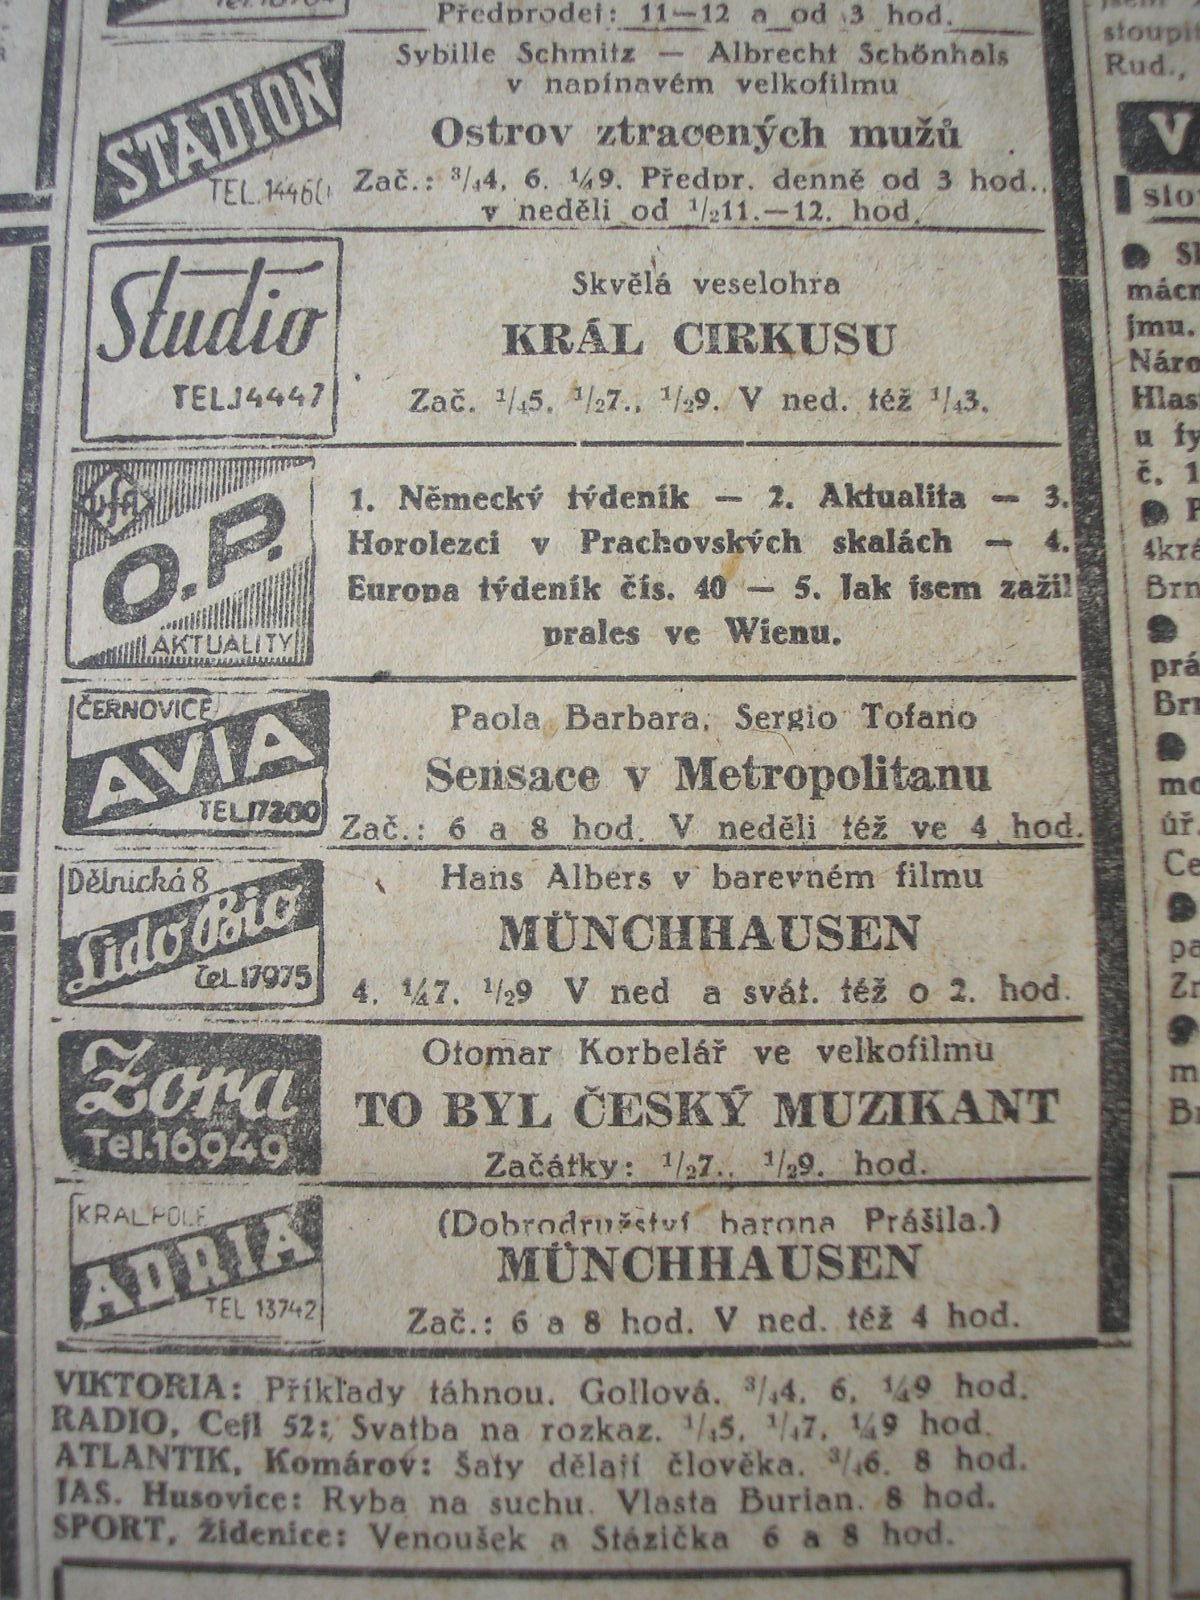 Předprodej: 11—12 a od 3 hod.
STADION
TEL. 14460
Sybille Schmitz — Albrecht Schönhals
v napínavém velkofilmu
Ostrov ztracených mužů
Zač.: ³/₄4, 6, ¼9. Předpr. denně od 3 hod.,
v neděli od ½11.—12. hod.
Studio
TEL. 14447
Skvělá veselohra
KRÁL CIRKUSU
Zač. ¼5, ½7., ½9. V ned. též ¼3.
Ufa
O.P.
AKTUALITY
1. Německý týdeník — 2. Aktualita — 3.
Horolezci v Prachovských skalách — 4.
Europa týdeník čís. 40 — 5. Jak jsem zažil
prales ve Wienu.
ČERNOVICE
AVIA
TEL. 17200
Paola Barbara, Sergio Tofano
Sensace v Metropolitanu
Zač.: 6 a 8 hod. V neděli též ve 4 hod.
Dělnická 8
Lido Bio
Tel. 17975
Hans Albers v barevném filmu
MÜNCHHAUSEN
4, ¼7, ½9 V ned a svát. též o 2. hod.
Zora
Tel. 16949
Otomar Korbelář ve velkofilmu
TO BYL ČESKÝ MUZIKANT
Začátky: ½7., ½9. hod.
KRAL. POLE
ADRIA
TEL 13742
(Dobrodružství barona Prášila.)
MÜNCHHAUSEN
Zač.: 6 a 8 hod. V ned. též 4 hod.
VIKTORIA: Příklady táhnou. Gollová. ¾4, 6, ¼9 hod.
RADIO, Cejl 52: Svatba na rozkaz. ¼5, ¼7, ¼9 hod.
ATLANTIK, Komárov: Šaty dělají člověka. ¾6, 8 hod.
JAS, Husovice: Ryba na suchu. Vlasta Burian. 8 hod.
SPORT, Židenice: Venoušek a Stázička 6 a 8 hod.
stoupit
Rud.,
V